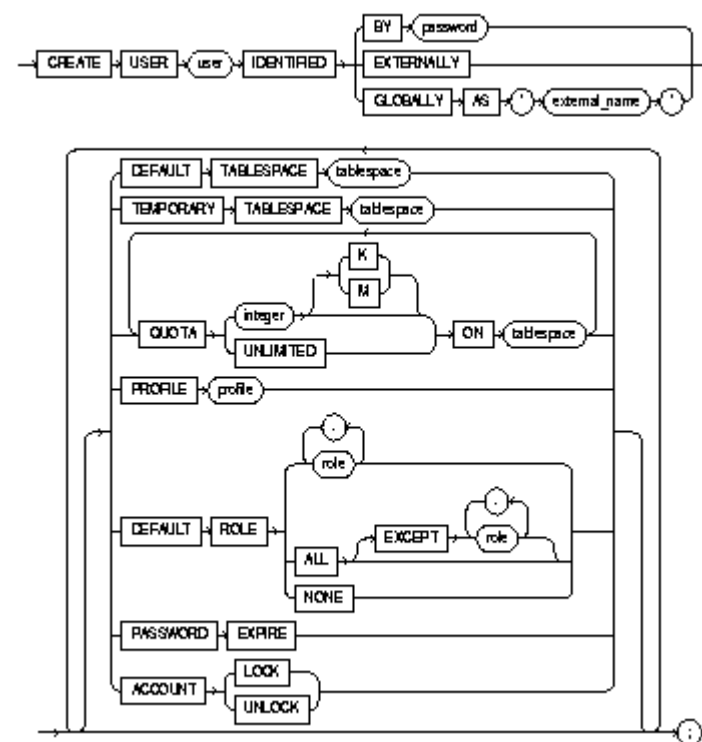 BY password
CREATE USER user IDENTIFIED EXTERNALLY
GLOBALLY AS ' external_name '
DEFAULT TABLESPACE tablespace
TEMPORARY TABLESPACE tablespace
K
M
integer
QUOTA UNLIMITED ON tablespace
PROFILE profile
,
role
DEFAULT ROLE
,
ALL EXCEPT role
NONE
PASSWORD EXPIRE
LOCK
ACCOUNT
UNLOCK
;